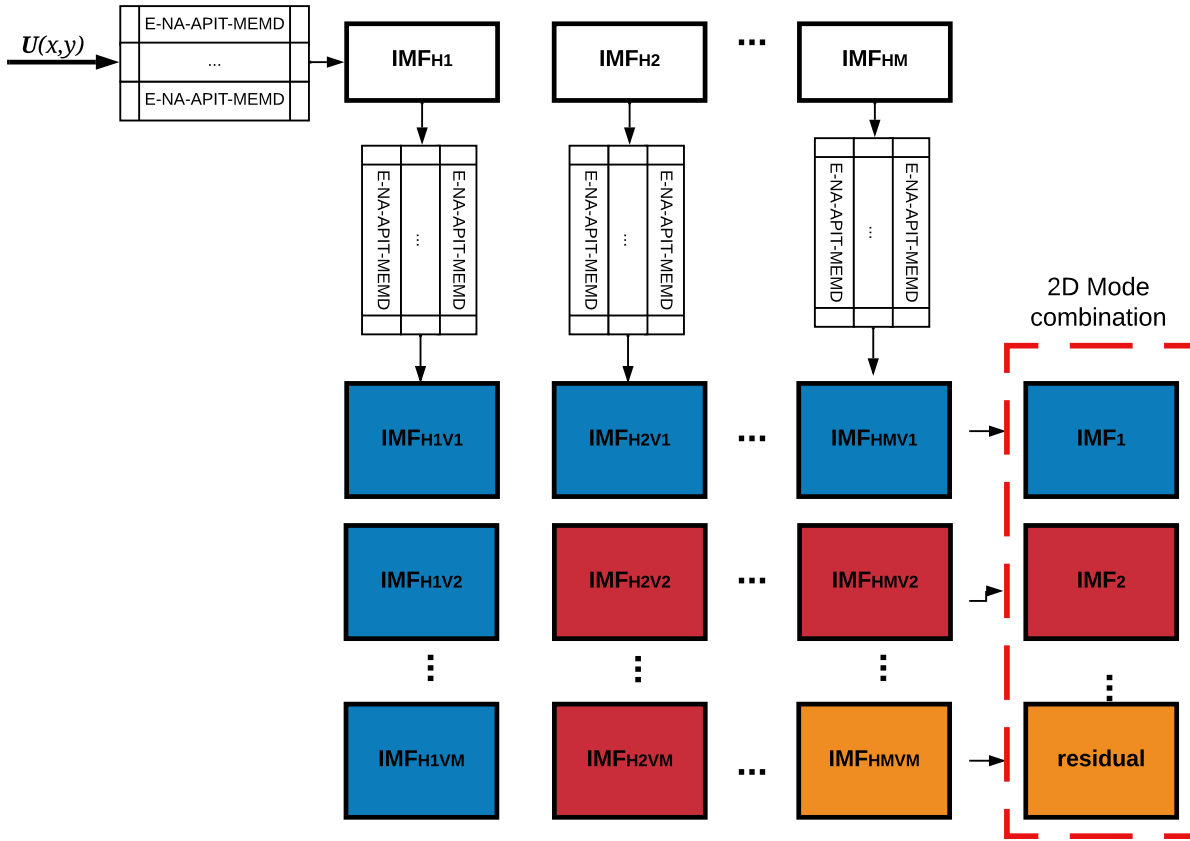 U(x,y)
E-NA-APIT-MEMD
...
E-NA-APIT-MEMD
IMFH1
IMFH2
...
IMFHM
E-NA-APIT-MEMD
...
E-NA-APIT-MEMD
E-NA-APIT-MEMD
...
E-NA-APIT-MEMD
E-NA-APIT-MEMD
...
E-NA-APIT-MEMD
2D Mode
combination
IMFH1V1
IMFH2V1
...
IMFHMV1
IMF1
IMFH1V2
IMFH2V2
...
IMFHMV2
IMF2
...
...
...
...
IMFH1VM
IMFH2VM
...
IMFHMVM
residual